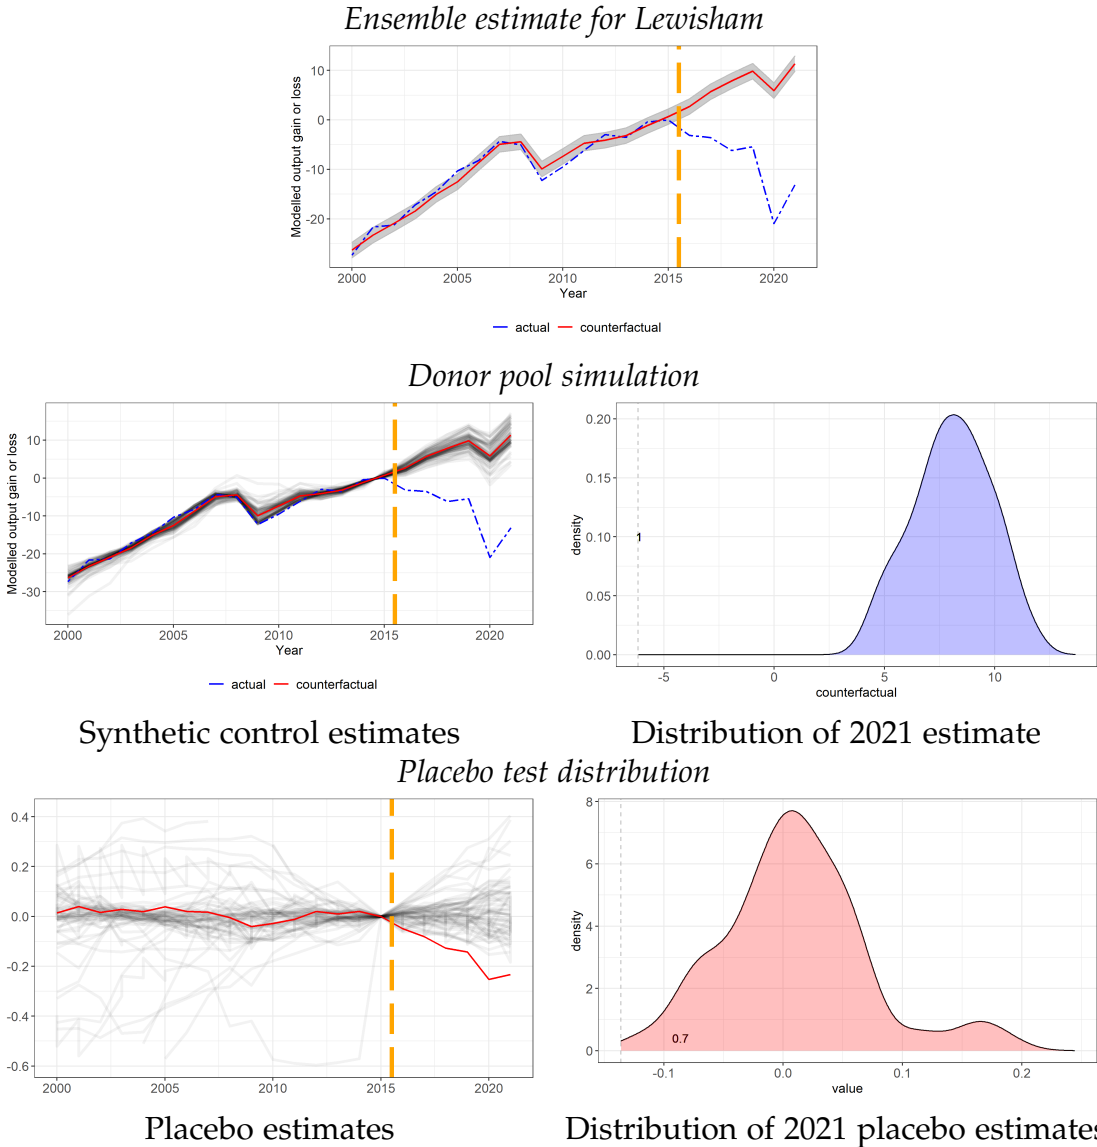 Ensemble estimate for Lewisham
Modelled output gain or loss
10
0
-10
-20
2000 2005 2010 2015 2020
Year
actual counterfactual
Donor pool simulation
Modelled output gain or loss
10
0
-10
-20
-30
2000 2005 2010 2015 2020
Year
actual counterfactual
density
0.20
0.15
0.10
0.05
0.00
1
-5 0 5 10
counterfactual
Synthetic control estimates Distribution of 2021 estimate
Placebo test distribution
0.4
0.2
0.0
-0.2
-0.4
-0.6
2000 2005 2010 2015 2020
density
8
6
4
2
0
0.7
-0.1 0.0 0.1 0.2
value
Placebo estimates Distribution of 2021 placebo estimates